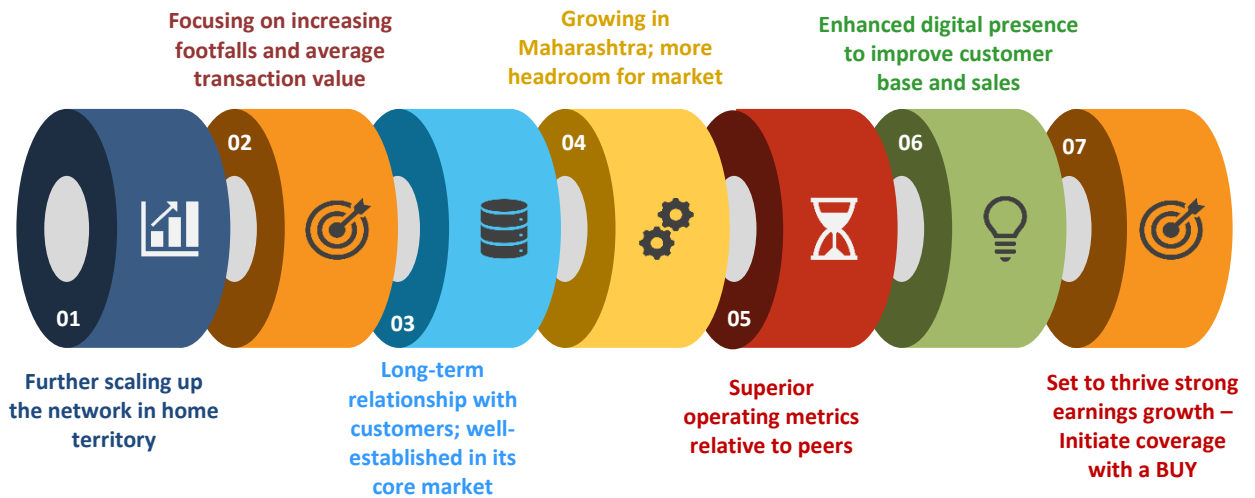 01
Further scaling up
the network in home
territory
Focusing on increasing
footfalls and average
transaction value
02
03
Long-term
relationship with
customers; well-
established in its
core market
Growing in
Maharashtra; more
headroom for market
04
05
Superior
operating metrics
relative to peers
Enhanced digital presence
to improve customer
base and sales
06
07
Set to thrive strong
earnings growth –
Initiate coverage
with a BUY